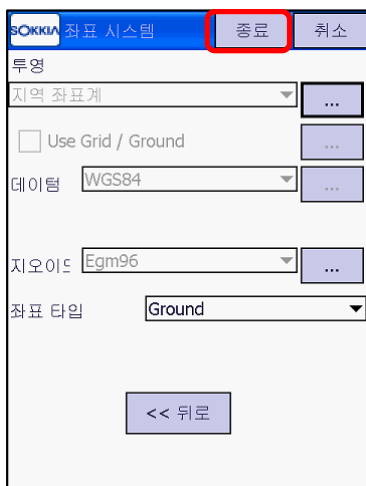 SOKKIA 좌표 시스템 종료 취소
투영
지역 좌표계 ...
Use Grid / Ground ...
데이텀 WGS84 ...
지오이드 Egm96 ...
좌표 타입 Ground
<< 뒤로